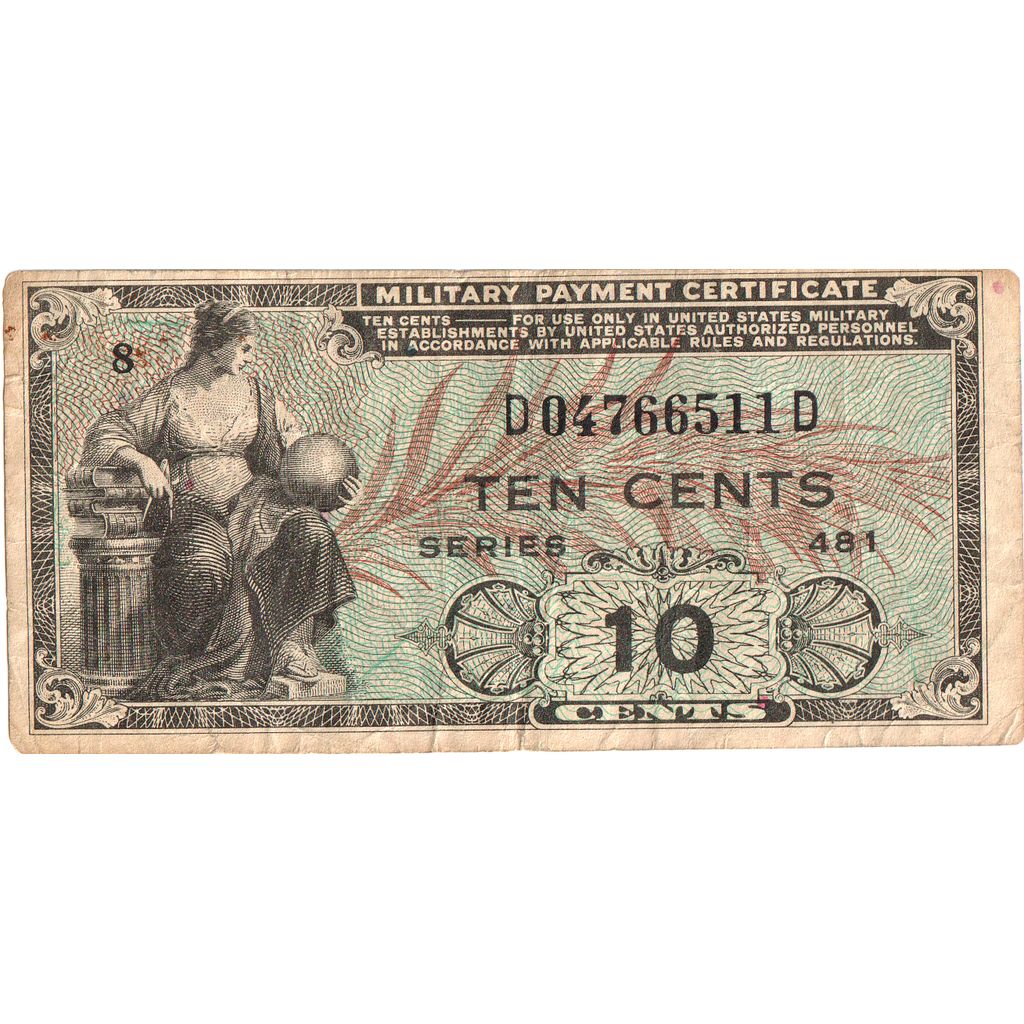 MILITARY PAYMENT CERTIFICATE
TEN CENTS —— FOR USE ONLY IN UNITED STATES MILITARY
ESTABLISHMENTS BY UNITED STATES AUTHORIZED PERSONNEL
IN ACCORDANCE WITH APPLICABLE RULES AND REGULATIONS.
8
D04766511D
TEN CENTS
SERIES 481
10
CENTS